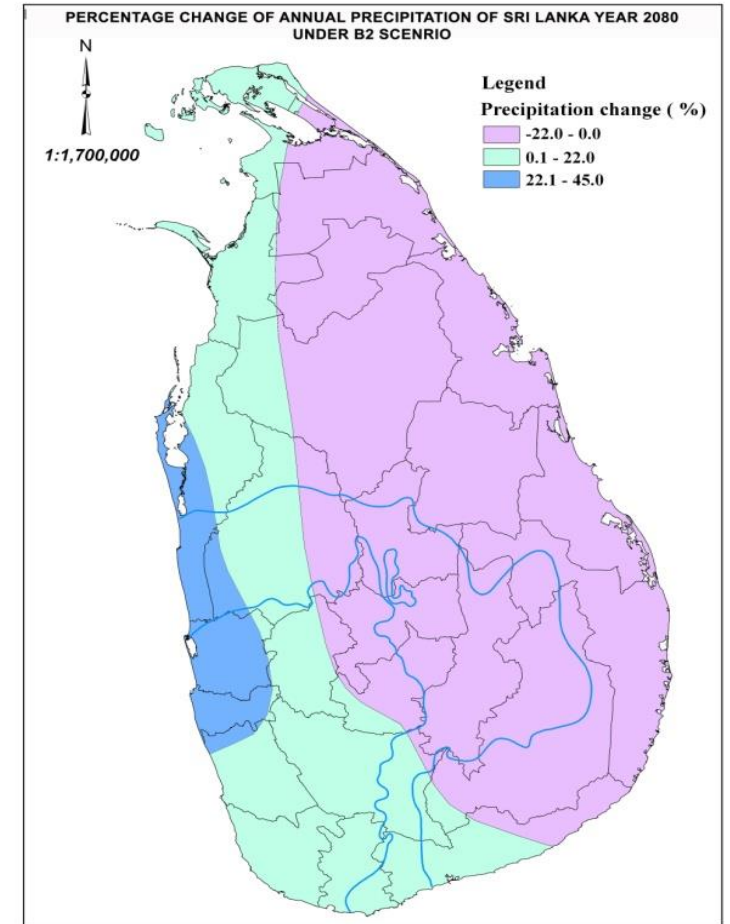 PERCENTAGE CHANGE OF ANNUAL PRECIPITATION OF SRI LANKA YEAR 2080
UNDER B2 SCENRIO
N
1:1,700,000
Legend
Precipitation change ( %)
-22.0 - 0.0
0.1 - 22.0
22.1 - 45.0